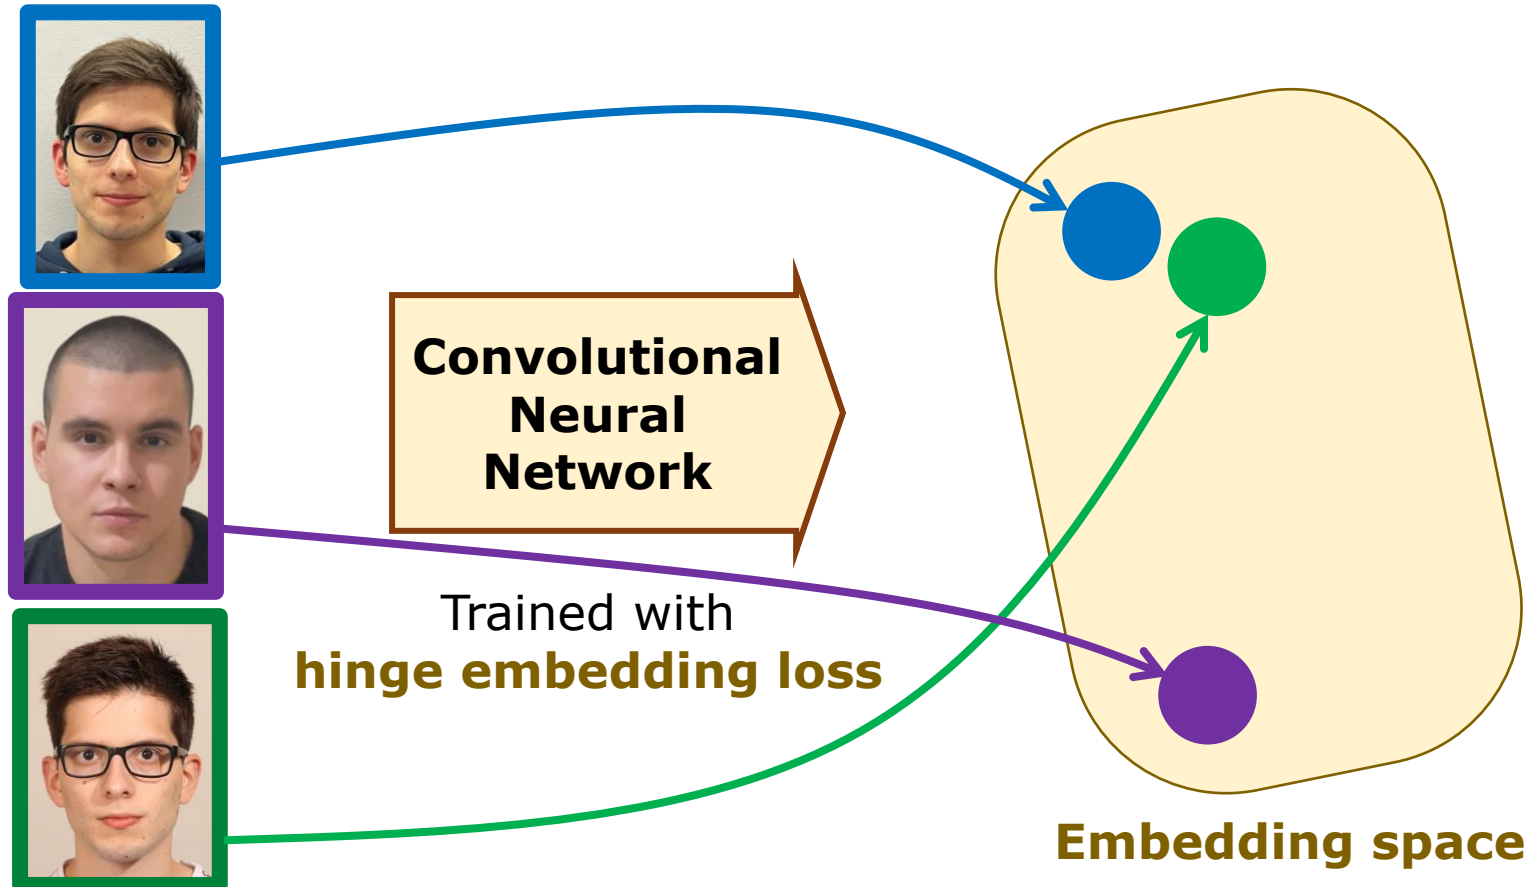 Convolutional
Neural
Network
Trained with
hinge embedding loss
Embedding space